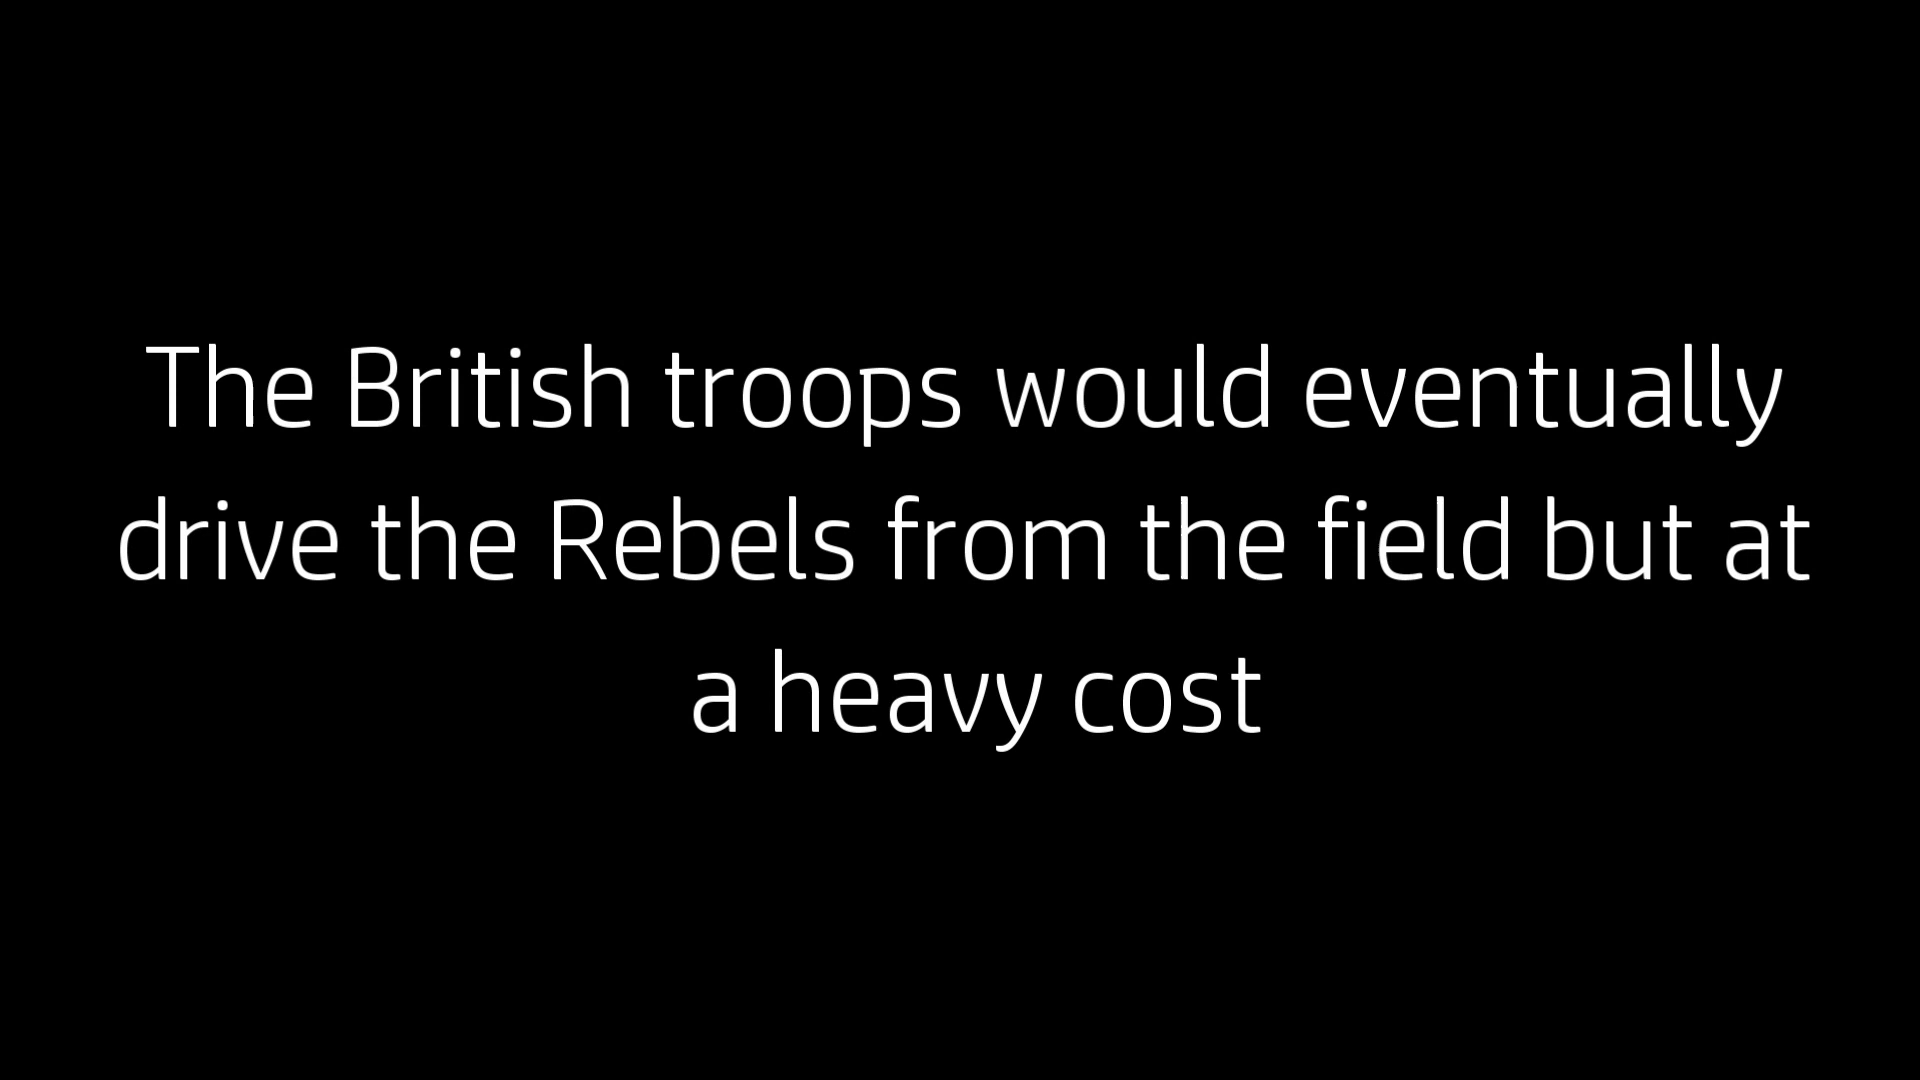 The British troops would eventually
drive the Rebels from the field but at
a heavy cost